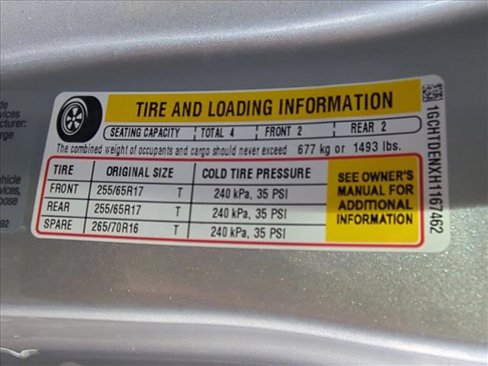 TIRE AND LOADING INFORMATION
SEATING CAPACITY TOTAL 4 FRONT 2 REAR 2
The combined weight of occupants and cargo should never exceed 677 kg or 1493 lbs.
TIRE ORIGINAL SIZE COLD TIRE PRESSURE
FRONT 255/65R17 T 240 kPa, 35 PSI
REAR 255/65R17 T 240 kPa, 35 PSI
SPARE 265/70R16 T 240 kPa, 35 PSI
SEE OWNER'S
MANUAL FOR
ADDITIONAL
INFORMATION
1GCHTDENXH1167462